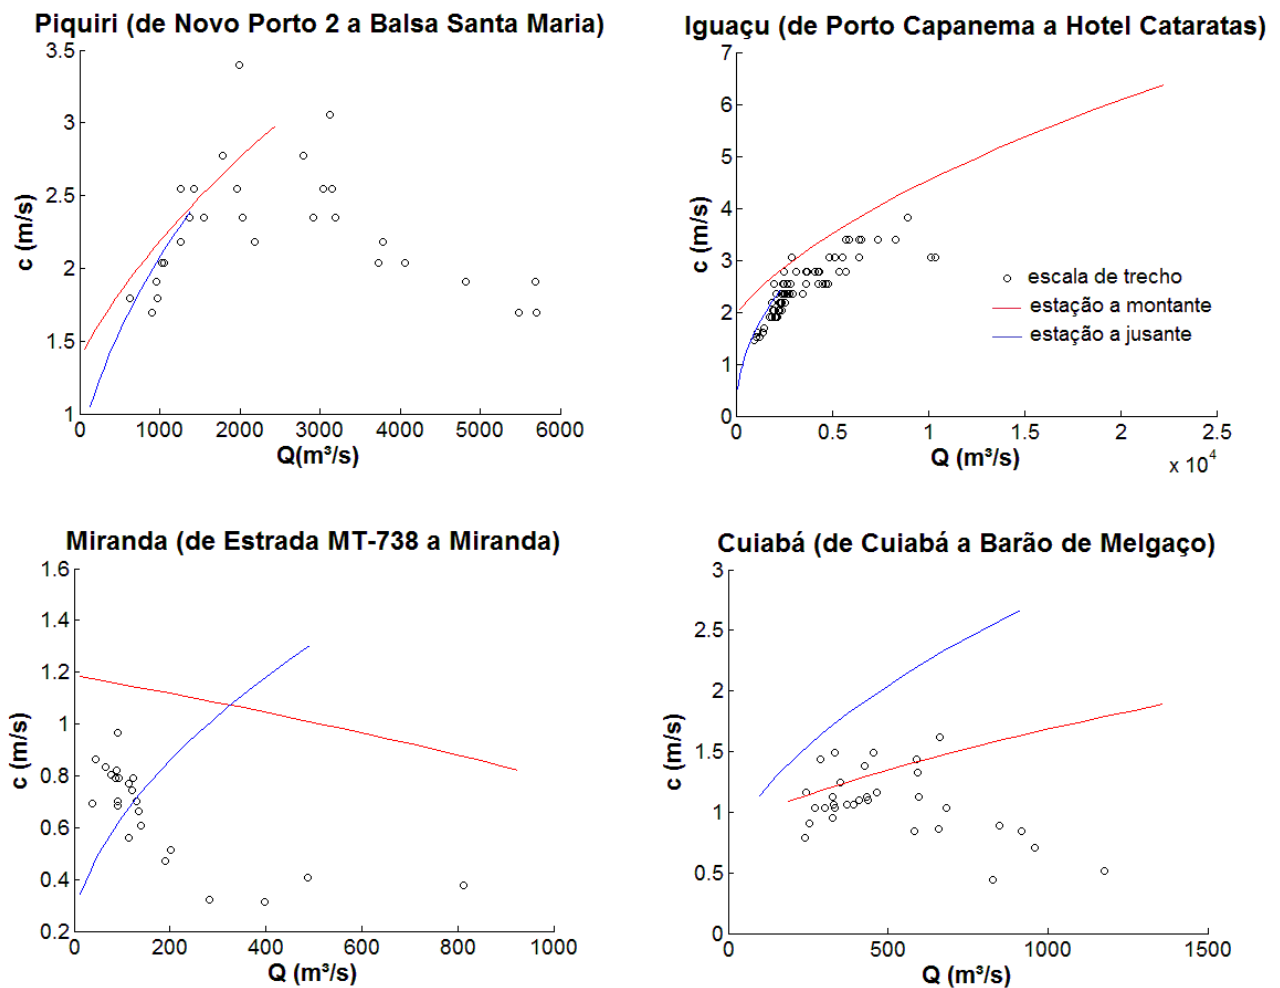 Piquiri (de Novo Porto 2 a Balsa Santa Maria)
3.5
3
2.5
2
1.5
1
c (m/s)
0 1000 2000 3000 4000 5000 6000
Q(m³/s)
Iguaçu (de Porto Capanema a Hotel Cataratas)
7
6
5
4
3
2
1
0
c (m/s)
escala de trecho
estação a montante
estação a jusante
0 0.5 1 1.5 2 2.5
Q (m³/s)
x 10⁴
Miranda (de Estrada MT-738 a Miranda)
1.6
1.4
1.2
1
0.8
0.6
0.4
0.2
c (m/s)
0 200 400 600 800 1000
Q (m³/s)
Cuiabá (de Cuiabá a Barão de Melgaço)
3
2.5
2
1.5
1
0.5
0
c (m/s)
0 500 1000 1500
Q (m³/s)